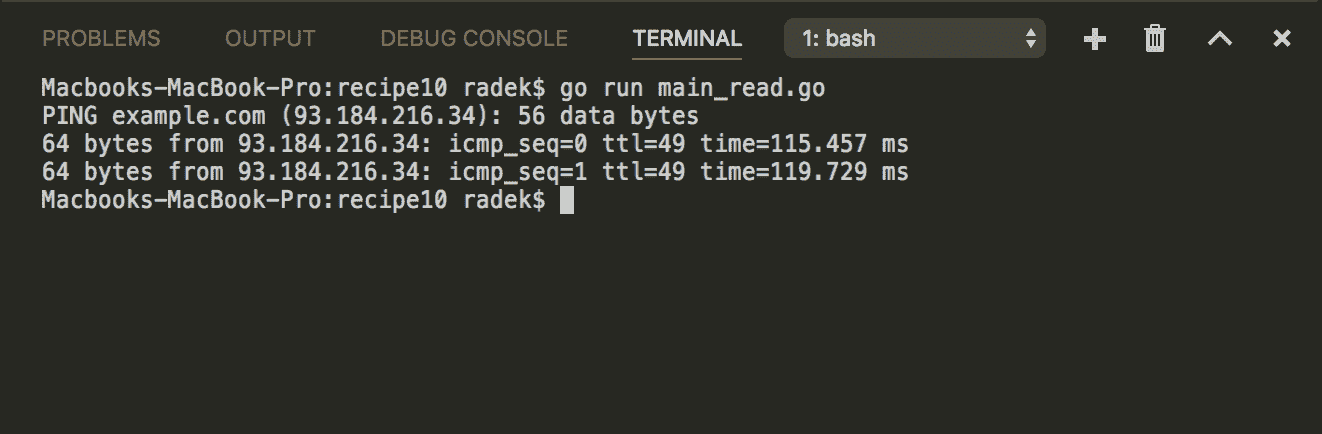 PROBLEMS OUTPUT DEBUG CONSOLE TERMINAL 1: bash
Macbooks-MacBook-Pro:recipe10 radek$ go run main_read.go
PING example.com (93.184.216.34): 56 data bytes
64 bytes from 93.184.216.34: icmp_seq=0 ttl=49 time=115.457 ms
64 bytes from 93.184.216.34: icmp_seq=1 ttl=49 time=119.729 ms
Macbooks-MacBook-Pro:recipe10 radek$